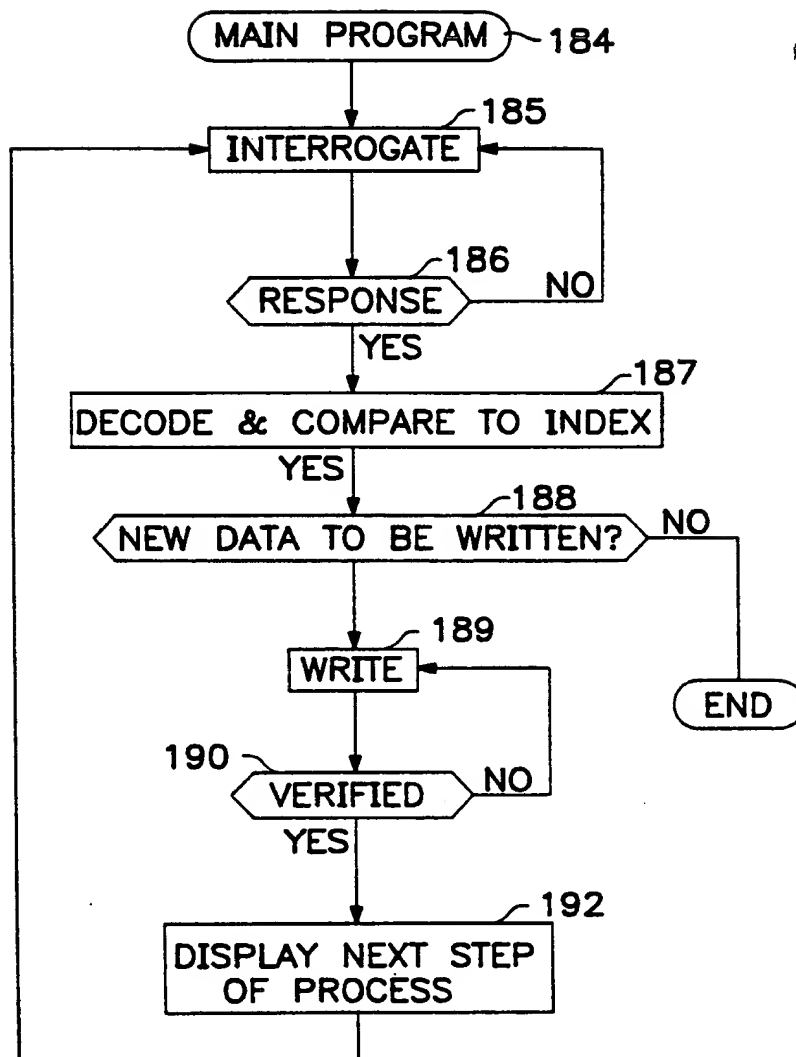 MAIN PROGRAM 184
185
INTERROGATE
186
RESPONSE NO
YES
187
DECODE & COMPARE TO INDEX
YES
188
NEW DATA TO BE WRITTEN? NO
189
WRITE
END
190
VERIFIED NO
YES
192
DISPLAY NEXT STEP
OF PROCESS